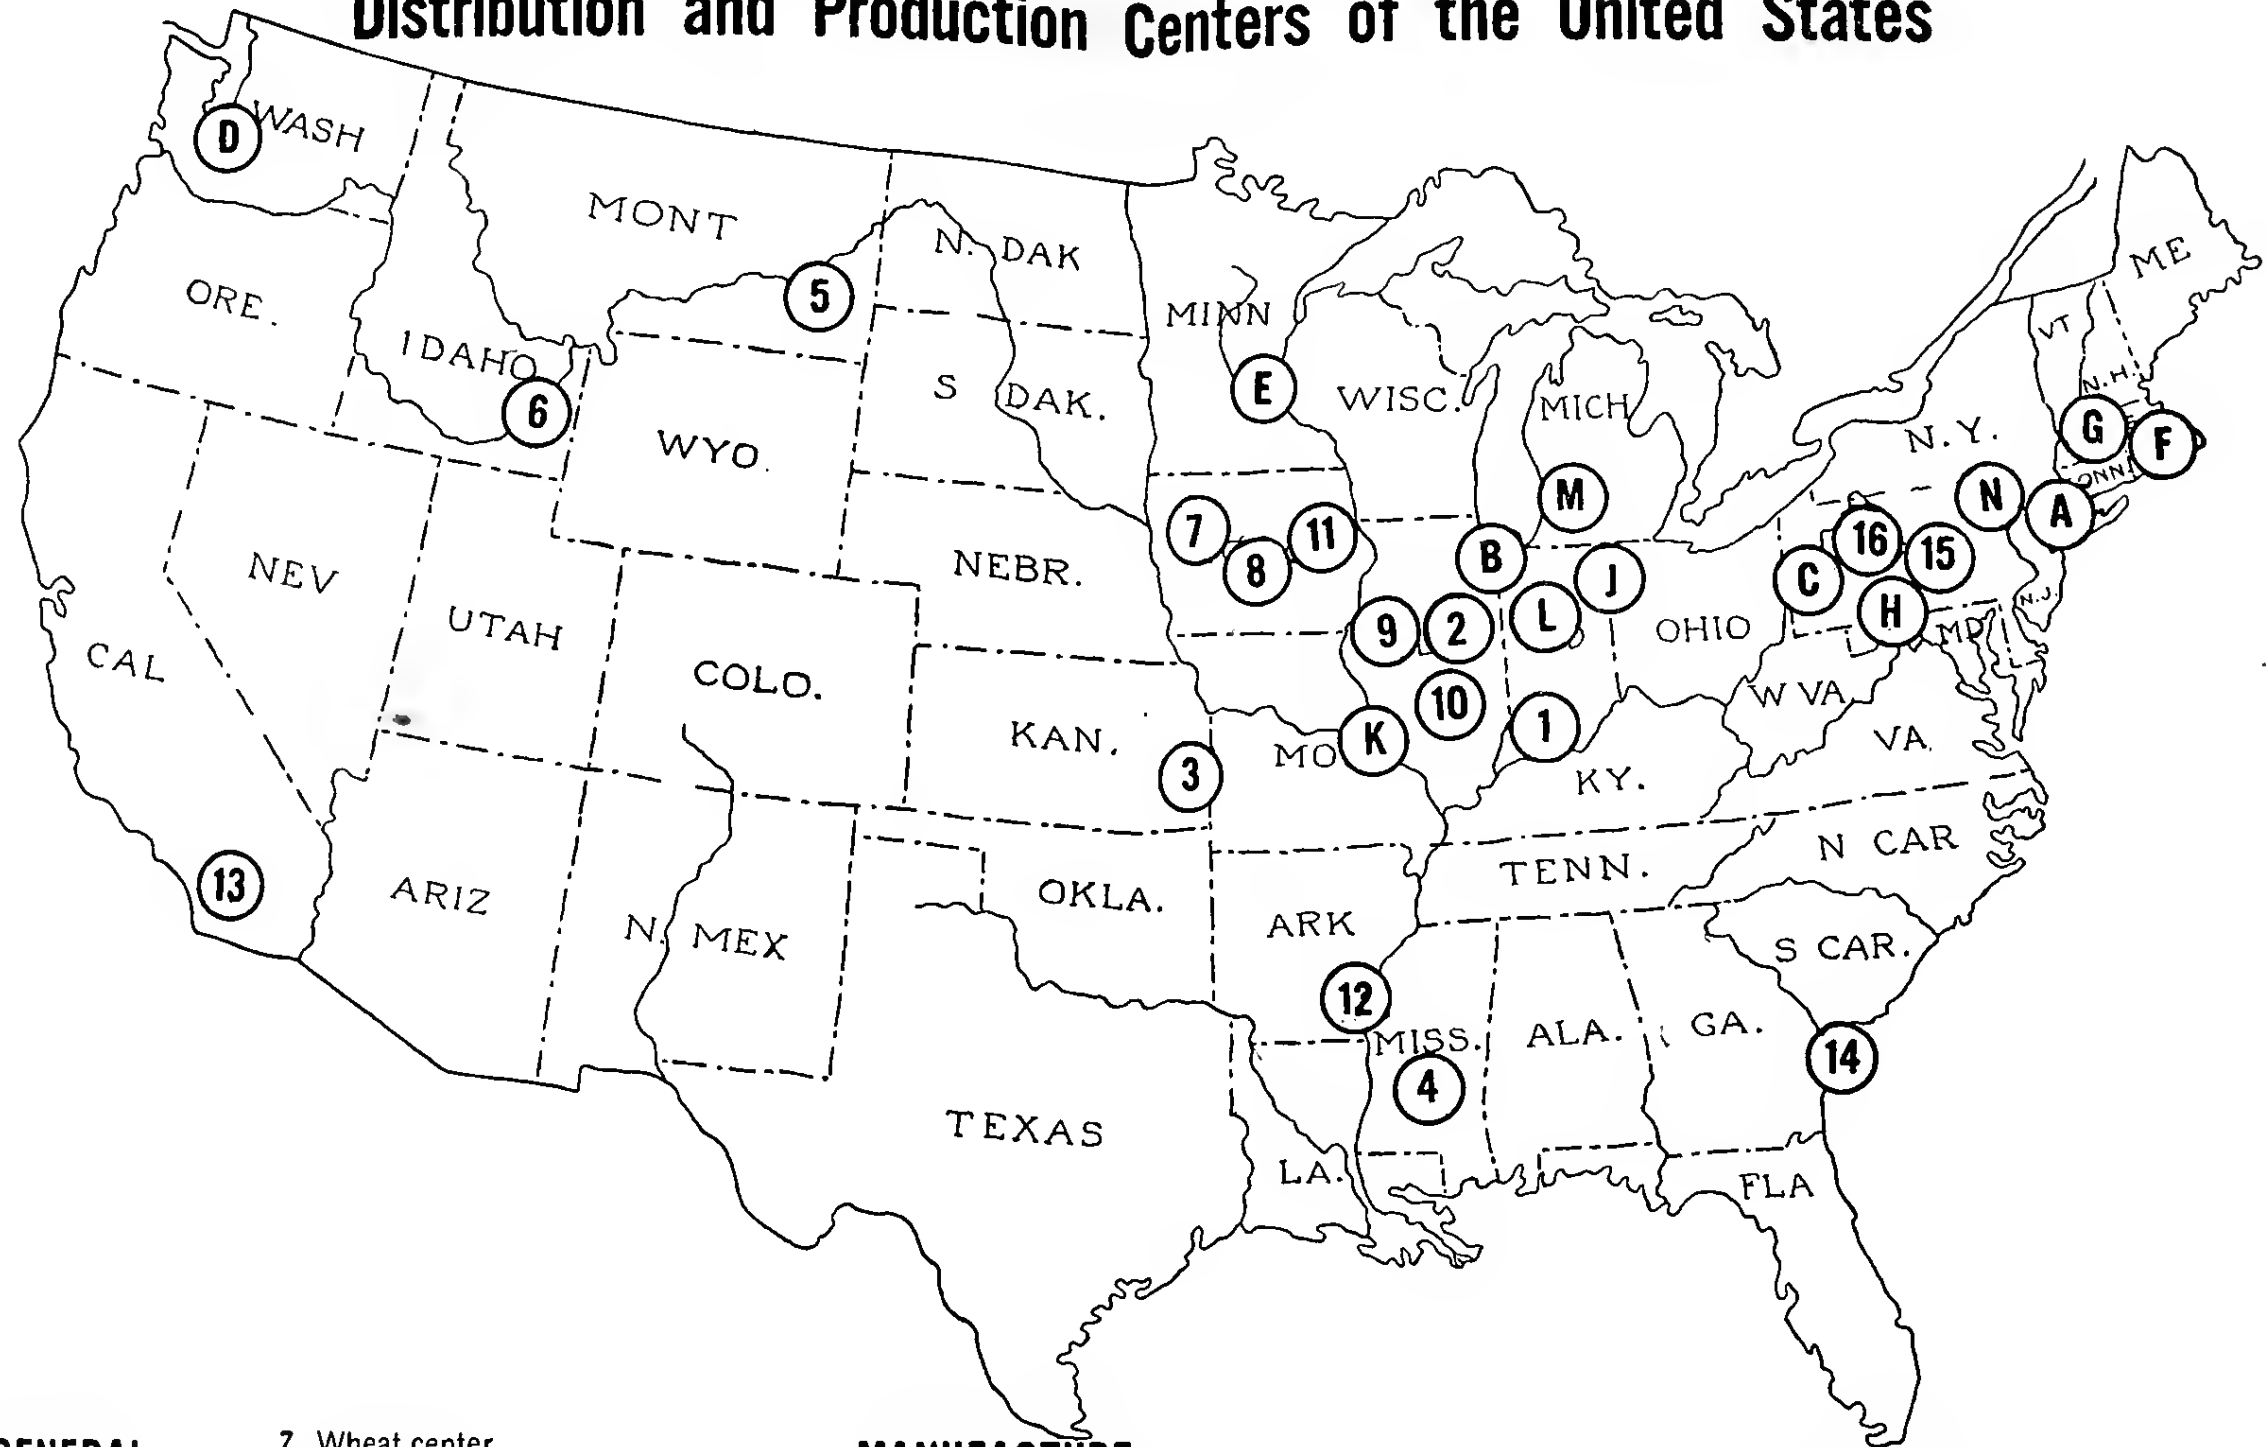 Distribution and Production Centers of the United States
D WASH
MONT
N. DAK
ME
ORE.
5
MINN
VT
IDAHO
S DAK.
E
WISC.
MICH
N.H.
6
WYO.
N.Y.
G
F
M
N
A
CONN.
7
8
11
B
J
16
15
C
NEV
NEBR.
L
H
N.J.
UTAH
9
2
OHIO
MD
CAL
COLO.
10
W VA
KAN.
MO
K
1
VA
3
KY.
13
ARIZ
N. MEX
OKLA.
TENN.
N CAR
ARK
S CAR.
12
MISS.
ALA.
GA.
14
4
TEXAS
LA.
FLA
GENERAL
7 Wheat center
MANUFACTURE